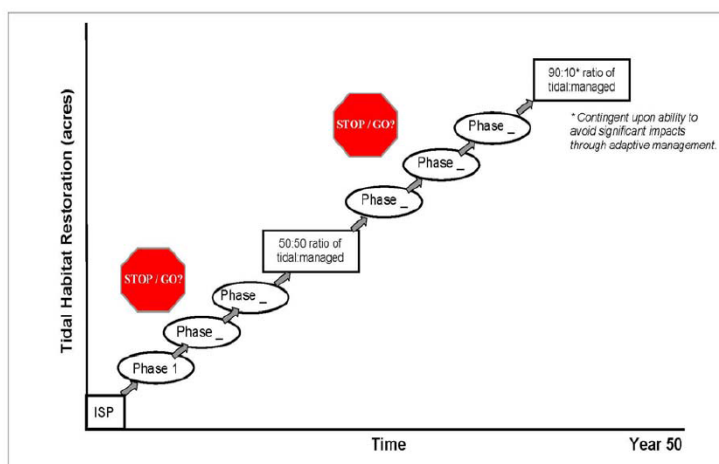 Tidal Habitat Restoration (acres)
90:10* ratio of
tidal:managed
* Contingent upon ability to
avoid significant impacts
through adaptive management.
STOP / GO?
Phase _
Phase _
Phase _
50:50 ratio of
tidal:managed
STOP / GO?
Phase _
Phase _
Phase 1
ISP
Time
Year 50